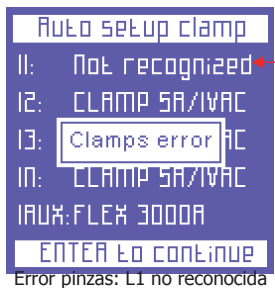 Auto setup clamp
I1: Not recognized
I2: CLAMP 5A/1VAC
I3: AC
Clamps error
In: CLAMP 5A/1VAC
IAUX:FLEX 3000A
ENTER to continue
Error pinzas: L1 no reconocida